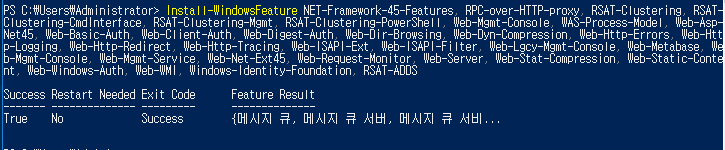 PS C:\Users\Administrator> Install-WindowsFeature NET-Framework-45-Features, RPC-over-HTTP-proxy, RSAT-Clustering, RSAT-
Clustering-CmdInterface, RSAT-Clustering-Mgmt, RSAT-Clustering-PowerShell, Web-Mgmt-Console, WAS-Process-Model, Web-Asp-
Net45, Web-Basic-Auth, Web-Client-Auth, Web-Digest-Auth, Web-Dir-Browsing, Web-Dyn-Compression, Web-Http-Errors, Web-Htt
p-Logging, Web-Http-Redirect, Web-Http-Tracing, Web-ISAPI-Ext, Web-ISAPI-Filter, Web-Lgcy-Mgmt-Console, Web-Metabase, We
b-Mgmt-Console, Web-Mgmt-Service, Web-Net-Ext45, Web-Request-Monitor, Web-Server, Web-Stat-Compression, Web-Static-Conte
nt, Web-Windows-Auth, Web-WMI, Windows-Identity-Foundation, RSAT-ADDS
Success Restart Needed Exit Code Feature Result
------- -------------- --------- --------------
True No Success {메시지 큐, 메시지 큐 서버, 메시지 큐 서비...